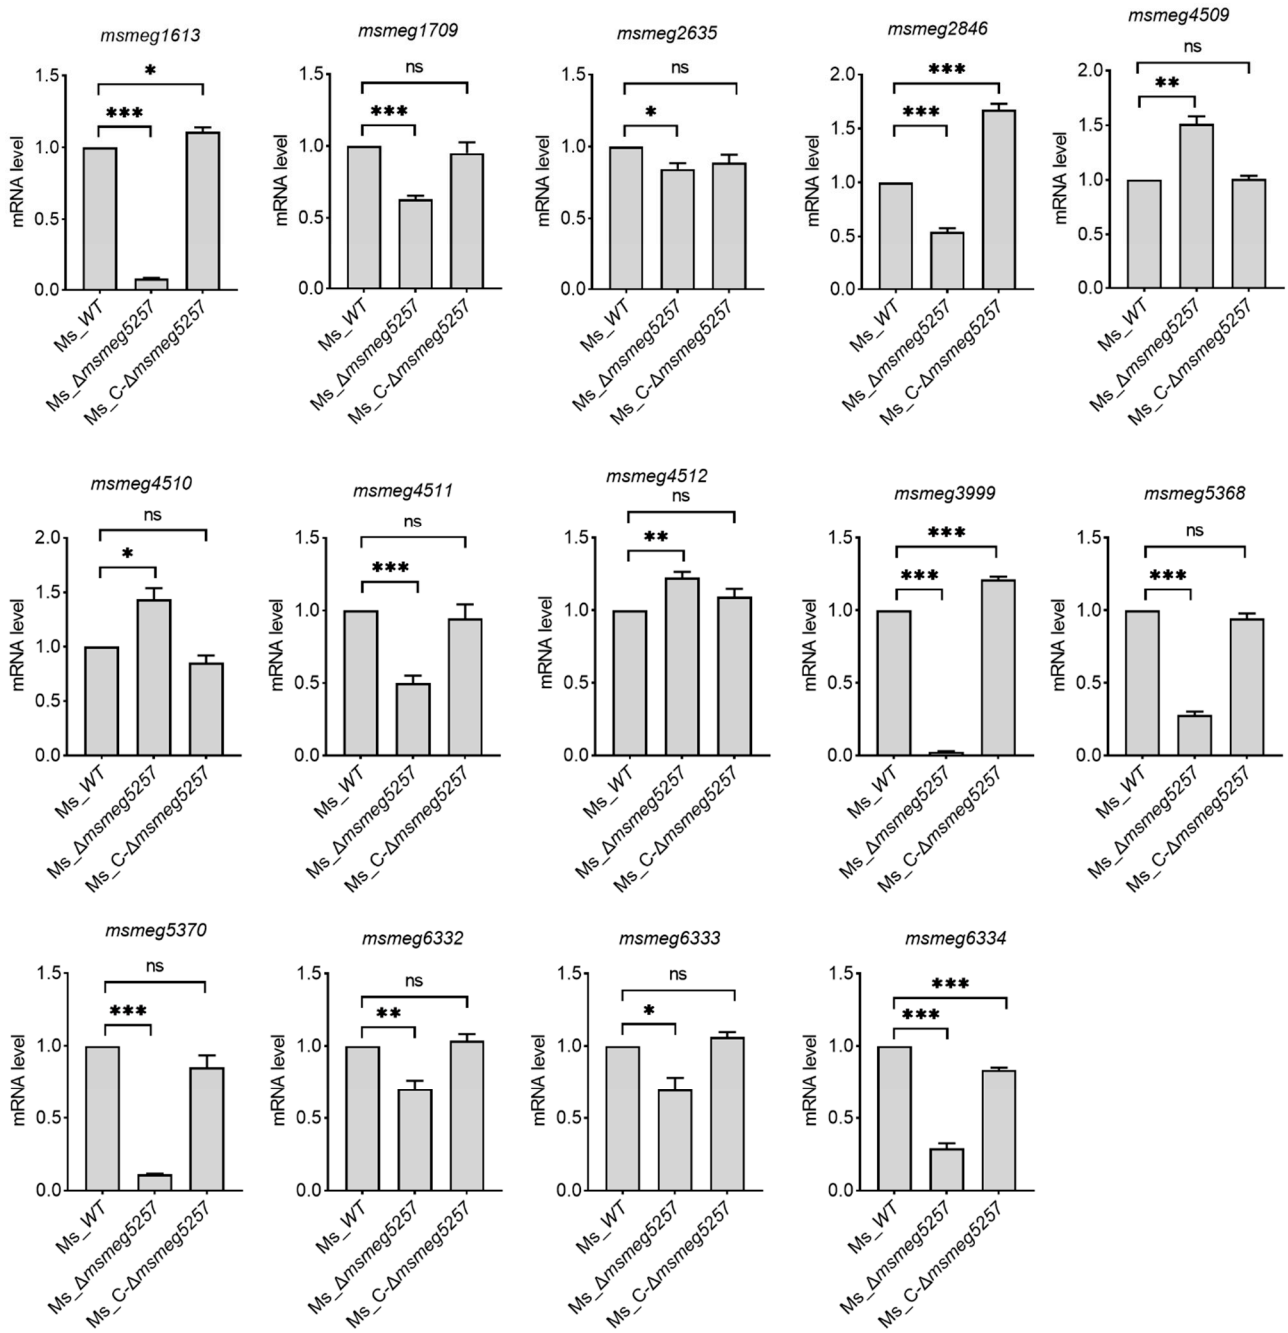 msmeg1613
*
***
mRNA level
1.5
1.0
0.5
0.0
Ms_WT
Ms_Δmsmeg5257
Ms_C-Δmsmeg5257
msmeg1709
ns
***
mRNA level
1.5
1.0
0.5
0.0
Ms_WT
Ms_Δmsmeg5257
Ms_C-Δmsmeg5257
msmeg2635
ns
*
mRNA level
1.5
1.0
0.5
0.0
Ms_WT
Ms_Δmsmeg5257
Ms_C-Δmsmeg5257
msmeg2846
***
***
mRNA level
2.0
1.5
1.0
0.5
0.0
Ms_WT
Ms_Δmsmeg5257
Ms_C-Δmsmeg5257
msmeg4509
ns
**
mRNA level
2.0
1.5
1.0
0.5
0.0
Ms_WT
Ms_Δmsmeg5257
Ms_C-Δmsmeg5257
msmeg4510
ns
*
mRNA level
2.0
1.5
1.0
0.5
0.0
Ms_WT
Ms_Δmsmeg5257
Ms_C-Δmsmeg5257
msmeg4511
ns
***
mRNA level
1.5
1.0
0.5
0.0
Ms_WT
Ms_Δmsmeg5257
Ms_C-Δmsmeg5257
msmeg4512
ns
**
mRNA level
1.5
1.0
0.5
0.0
Ms_WT
Ms_Δmsmeg5257
Ms_C-Δmsmeg5257
msmeg3999
***
***
mRNA level
1.5
1.0
0.5
0.0
Ms_WT
Ms_Δmsmeg5257
Ms_C-Δmsmeg5257
msmeg5368
ns
***
mRNA level
1.5
1.0
0.5
0.0
Ms_WT
Ms_Δmsmeg5257
Ms_C-Δmsmeg5257
msmeg5370
ns
***
mRNA level
1.5
1.0
0.5
0.0
Ms_WT
Ms_Δmsmeg5257
Ms_C-Δmsmeg5257
msmeg6332
ns
**
mRNA level
1.5
1.0
0.5
0.0
Ms_WT
Ms_Δmsmeg5257
Ms_C-Δmsmeg5257
msmeg6333
ns
*
mRNA level
1.5
1.0
0.5
0.0
Ms_WT
Ms_Δmsmeg5257
Ms_C-Δmsmeg5257
msmeg6334
***
***
mRNA level
1.5
1.0
0.5
0.0
Ms_WT
Ms_Δmsmeg5257
Ms_C-Δmsmeg5257